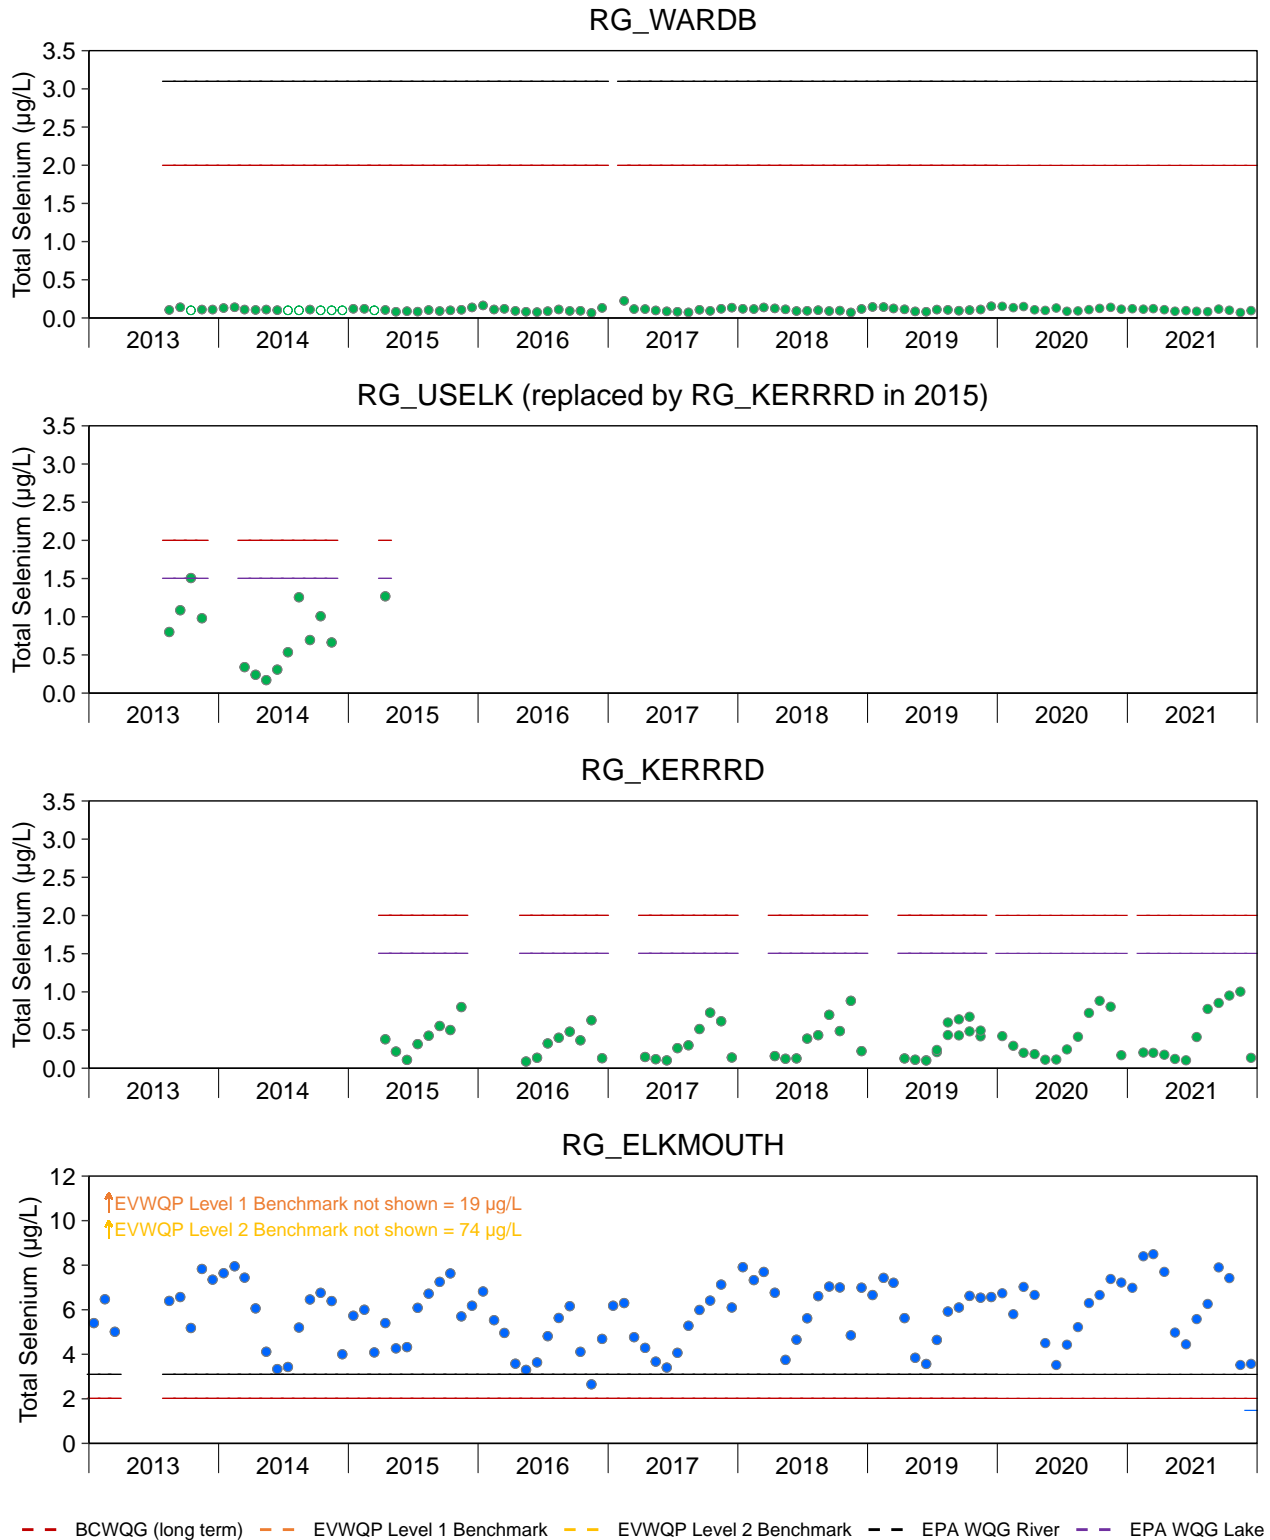 RG_WARDB
Total Selenium (µg/L)
3.5
3.0
2.5
2.0
1.5
1.0
0.5
0.0
2013 2014 2015 2016 2017 2018 2019 2020 2021
RG_USELK (replaced by RG_KERRRD in 2015)
Total Selenium (µg/L)
3.5
3.0
2.5
2.0
1.5
1.0
0.5
0.0
2013 2014 2015 2016 2017 2018 2019 2020 2021
RG_KERRRD
Total Selenium (µg/L)
3.5
3.0
2.5
2.0
1.5
1.0
0.5
0.0
2013 2014 2015 2016 2017 2018 2019 2020 2021
RG_ELKMOUTH
Total Selenium (µg/L)
12
10
8
6
4
2
0
EVWQP Level 1 Benchmark not shown = 19 µg/L
EVWQP Level 2 Benchmark not shown = 74 µg/L
2013 2014 2015 2016 2017 2018 2019 2020 2021
BCWQG (long term) EVWQP Level 1 Benchmark EVWQP Level 2 Benchmark EPA WQG River EPA WQG Lake